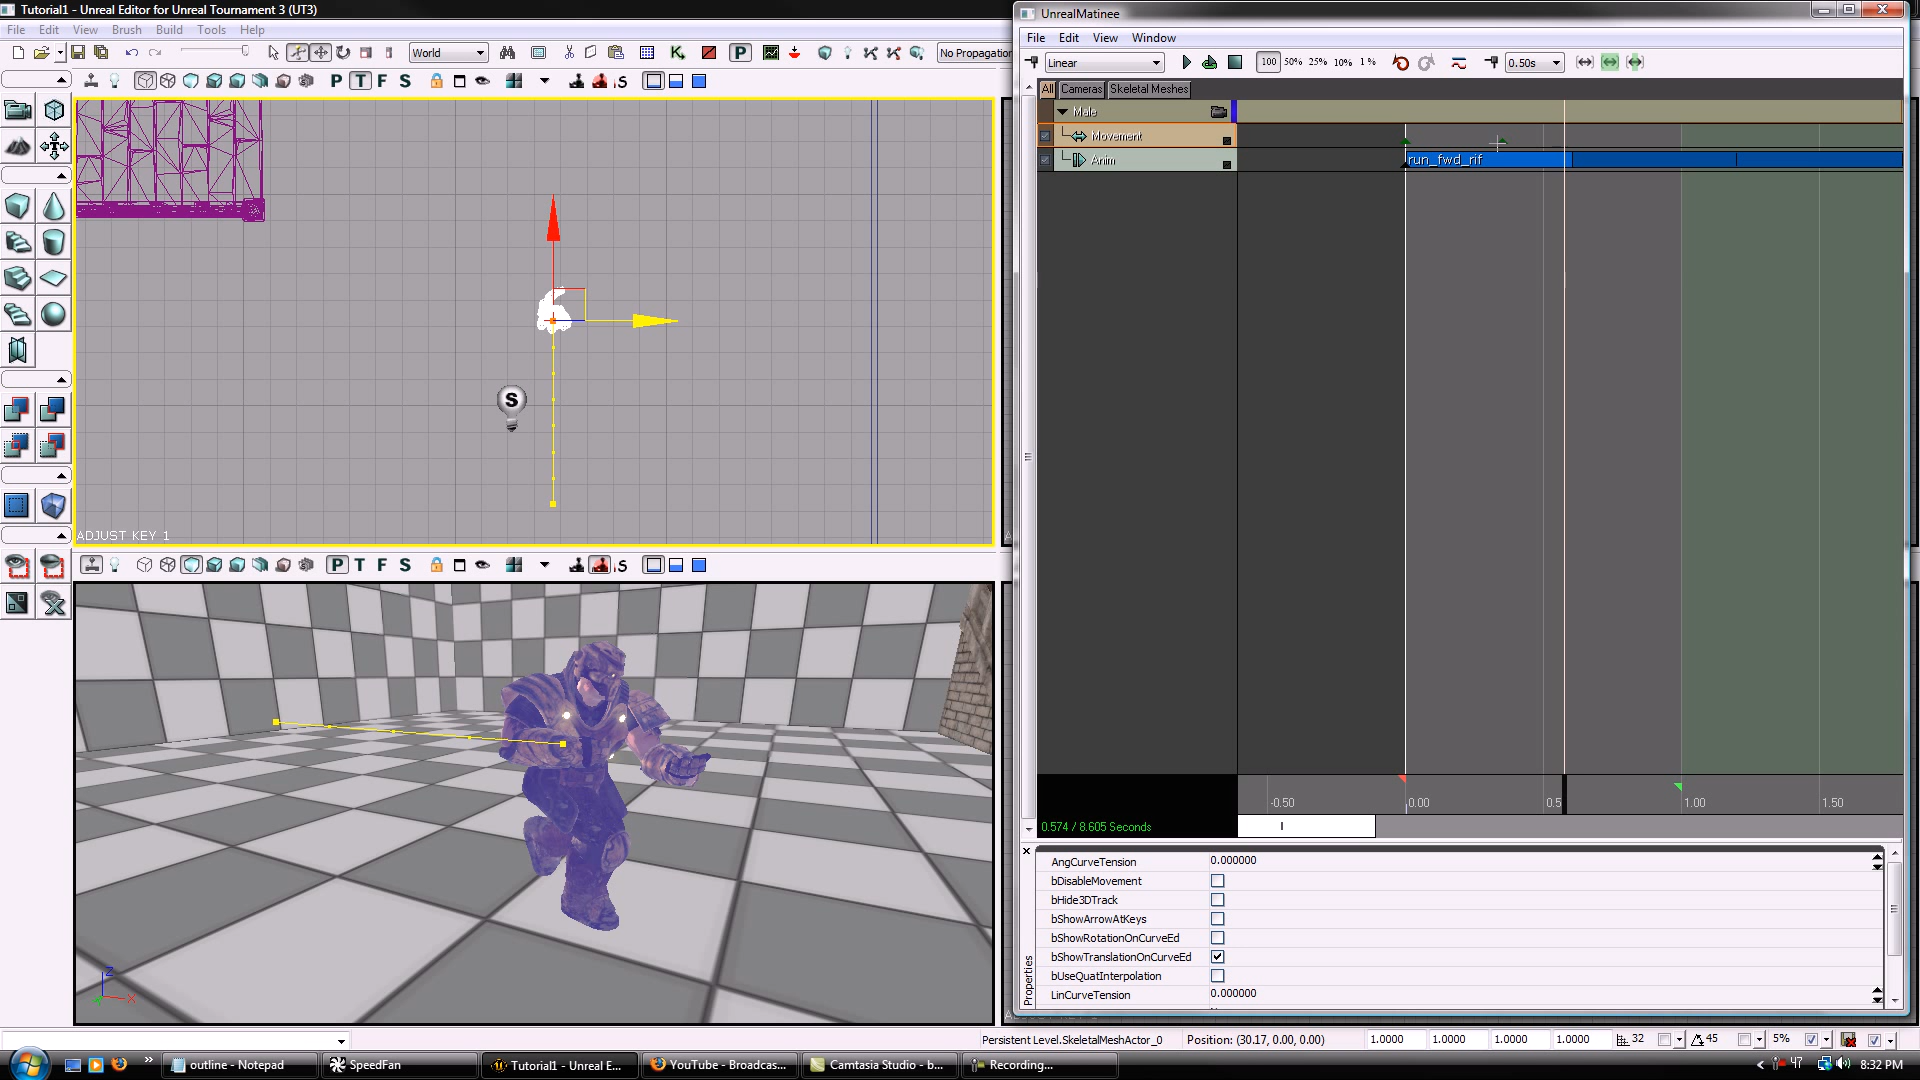 Tutorial1 - Unreal Editor for Unreal Tournament 3 (UT3)
File Edit View Brush Build Tools Help
World
No Propagation
P T F S
ADJUST KEY 1
S
P T F S
Z
X
UnrealMatinee
File Edit View Window
Linear
100 50% 25% 10% 1%
0.50s
All Cameras Skeletal Meshes
Male
Movement
Anim
run_fwd_rif
-0.50 0.00 0.5 1.00 1.50
0.574 / 8.605 Seconds
Properties
AngCurveTension 0.000000
bDisableMovement
bHide3DTrack
bShowArrowAtKeys
bShowRotationOnCurveEd
bShowTranslationOnCurveEd
bUseQuatInterpolation
LinCurveTension 0.000000
Persistent Level.SkeletalMeshActor_0 Position: (30.17, 0.00, 0.00) 1.0000 1.0000 1.0000 1.0000 32 45 5%
outline - Notepad SpeedFan Tutorial1 - Unreal E... YouTube - Broadcas... Camtasia Studio - b... Recording... 47 8:32 PM